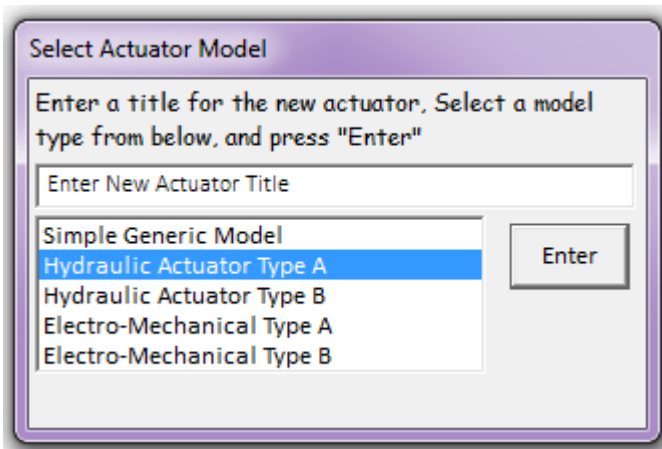 Select Actuator Model
Enter a title for the new actuator, Select a model
type from below, and press "Enter"
Enter New Actuator Title
Simple Generic Model
Hydraulic Actuator Type A
Hydraulic Actuator Type B
Electro-Mechanical Type A
Electro-Mechanical Type B
Enter